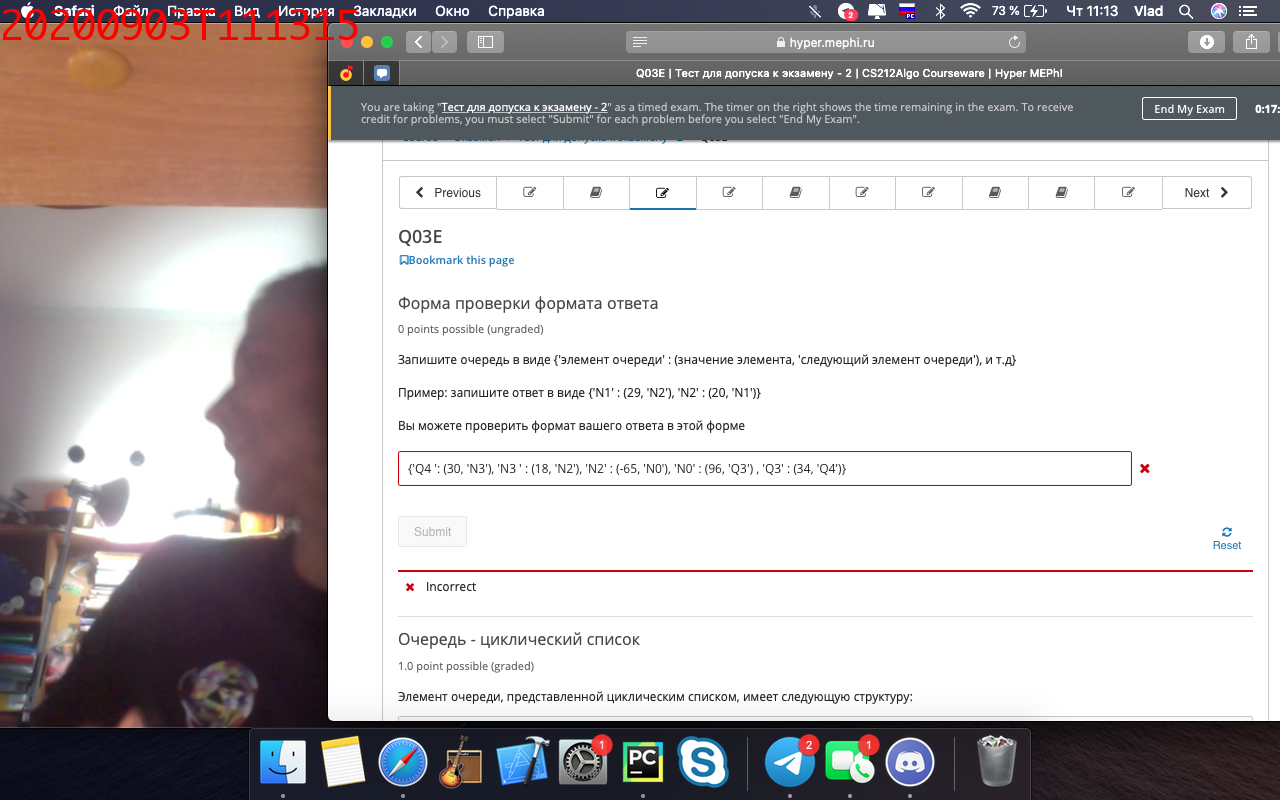 Safari Файл Правка Вид История Закладки Окно Справка 2 РС 73 % Чт 11:13 Vlad
20200903T111315
hyper.mephi.ru
Q03E | Тест для допуска к экзамену - 2 | CS212Algo Courseware | Hyper MEPhI
You are taking "Тест для допуска к экзамену - 2" as a timed exam. The timer on the right shows the time remaining in the exam. To receive
credit for problems, you must select "Submit" for each problem before you select "End My Exam".
End My Exam
0:17:
Previous
Next
Q03E
Bookmark this page
Форма проверки формата ответа
0 points possible (ungraded)
Запишите очередь в виде {'элемент очереди' : (значение элемента, 'следующий элемент очереди'), и т.д}
Пример: запишите ответ в виде {'N1' : (29, 'N2'), 'N2' : (20, 'N1')}
Вы можете проверить формат вашего ответа в этой форме
{'Q4 ': (30, 'N3'), 'N3 ' : (18, 'N2'), 'N2' : (-65, 'N0'), 'N0' : (96, 'Q3') , 'Q3' : (34, 'Q4')}
Submit
Reset
Incorrect
Очередь - циклический список
1.0 point possible (graded)
Элемент очереди, представленной циклическим списком, имеет следующую структуру:
1
PC
2
1